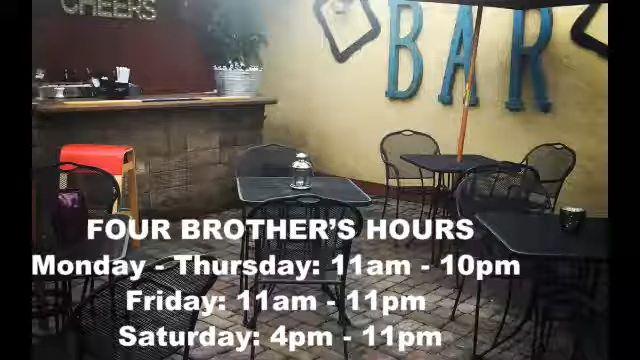 CHEERS
BAR
FOUR BROTHER’S HOURS
Monday - Thursday: 11am - 10pm
Friday: 11am - 11pm
Saturday: 4pm - 11pm